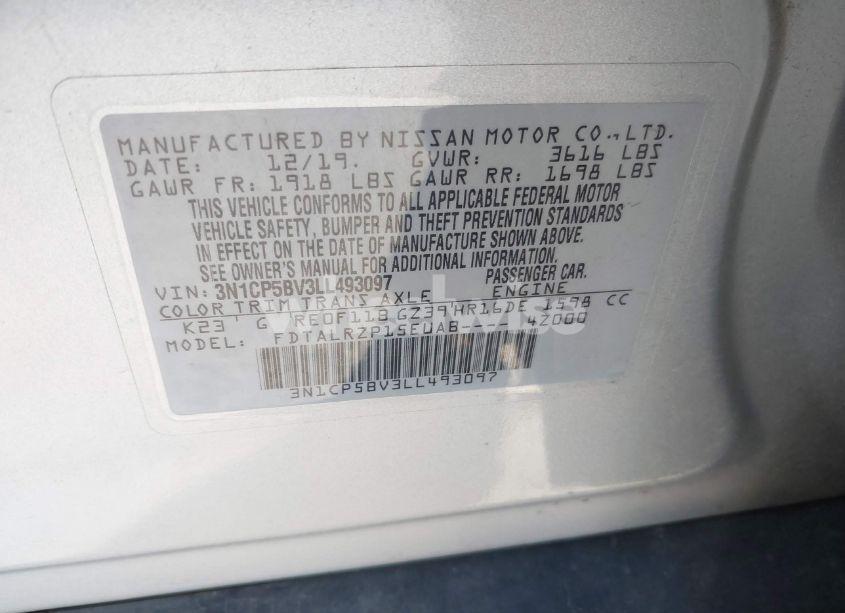 MANUFACTURED BY NISSAN MOTOR CO., LTD.
DATE: 12/19. GVWR: 3616 LBS
GAWR FR: 1918 LBS GAWR RR: 1698 LBS
THIS VEHICLE CONFORMS TO ALL APPLICABLE FEDERAL MOTOR
VEHICLE SAFETY, BUMPER AND THEFT PREVENTION STANDARDS
IN EFFECT ON THE DATE OF MANUFACTURE SHOWN ABOVE.
SEE OWNER'S MANUAL FOR ADDITIONAL INFORMATION.
VIN: 3N1CP5BV3LL493097 PASSENGER CAR.
COLOR TRIM TRANS AXLE ENGINE
K23 G RE0F11B GZ39 HR16DE 1598 CC
MODEL: FDTALRZP15EUAB---- 4Z000
3N1CP5BV3LL493097